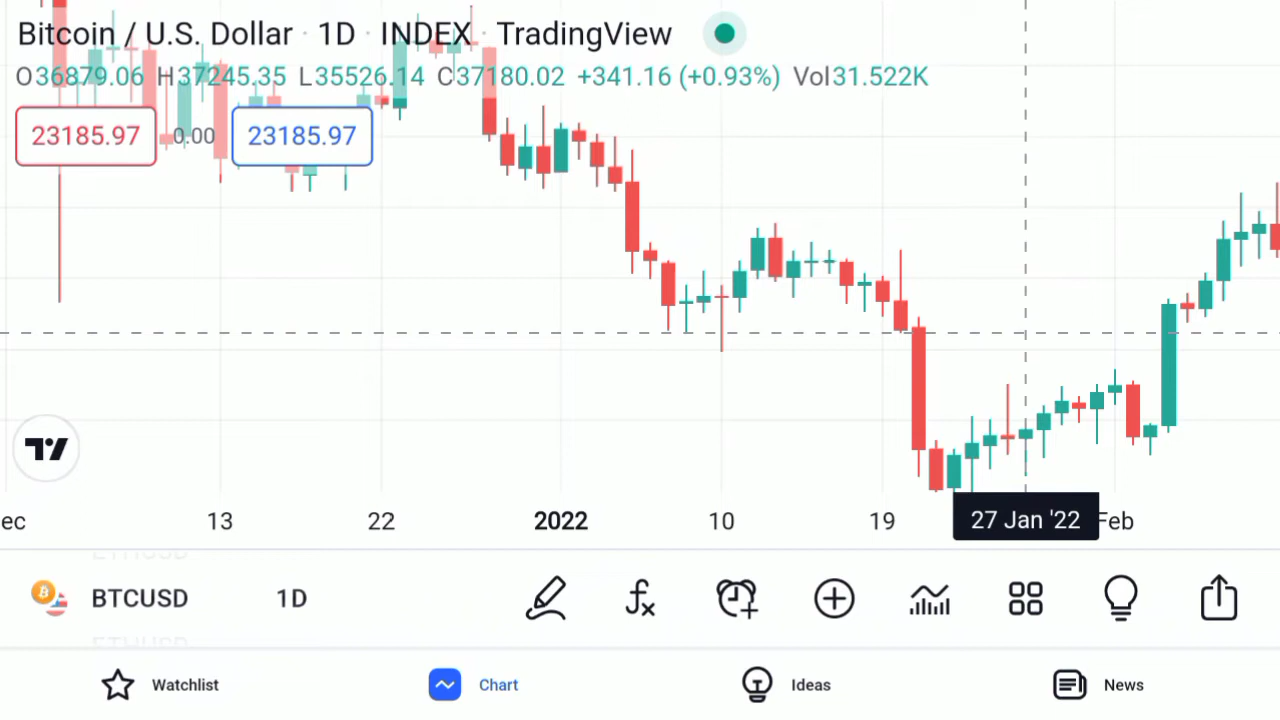 Bitcoin / U.S. Dollar · 1D · INDEX · TradingView
O36879.06 H37245.35 L35526.14 C37180.02 +341.16 (+0.93%) Vol31.522K
23185.97 0.00 23185.97
ec 13 22 2022 10 19 27 Jan '22 Feb
ETHUSD
BTCUSD 1D
ETHUSD
Watchlist Chart Ideas News